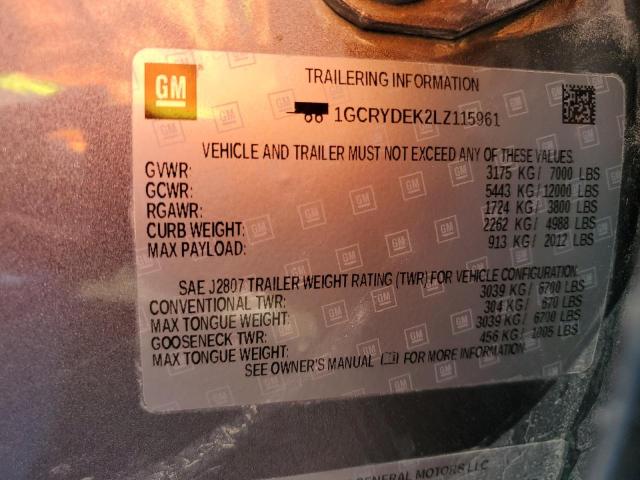 GM
TRAILERING INFORMATION
1GCRYDEK2LZ115961
VEHICLE AND TRAILER MUST NOT EXCEED ANY OF THESE VALUES.
GVWR: 3175 KG / 7000 LBS
GCWR: 5443 KG / 12000 LBS
RGAWR: 1724 KG / 3800 LBS
CURB WEIGHT: 2262 KG / 4988 LBS
MAX PAYLOAD: 913 KG / 2012 LBS
SAE J2807 TRAILER WEIGHT RATING (TWR) FOR VEHICLE CONFIGURATION:
CONVENTIONAL TWR: 3039 KG / 6700 LBS
MAX TONGUE WEIGHT: 304 KG / 670 LBS
GOOSENECK TWR: 3039 KG / 6700 LBS
MAX TONGUE WEIGHT: 456 KG / 1005 LBS
SEE OWNER'S MANUAL FOR MORE INFORMATION
GENERAL MOTORS LLC